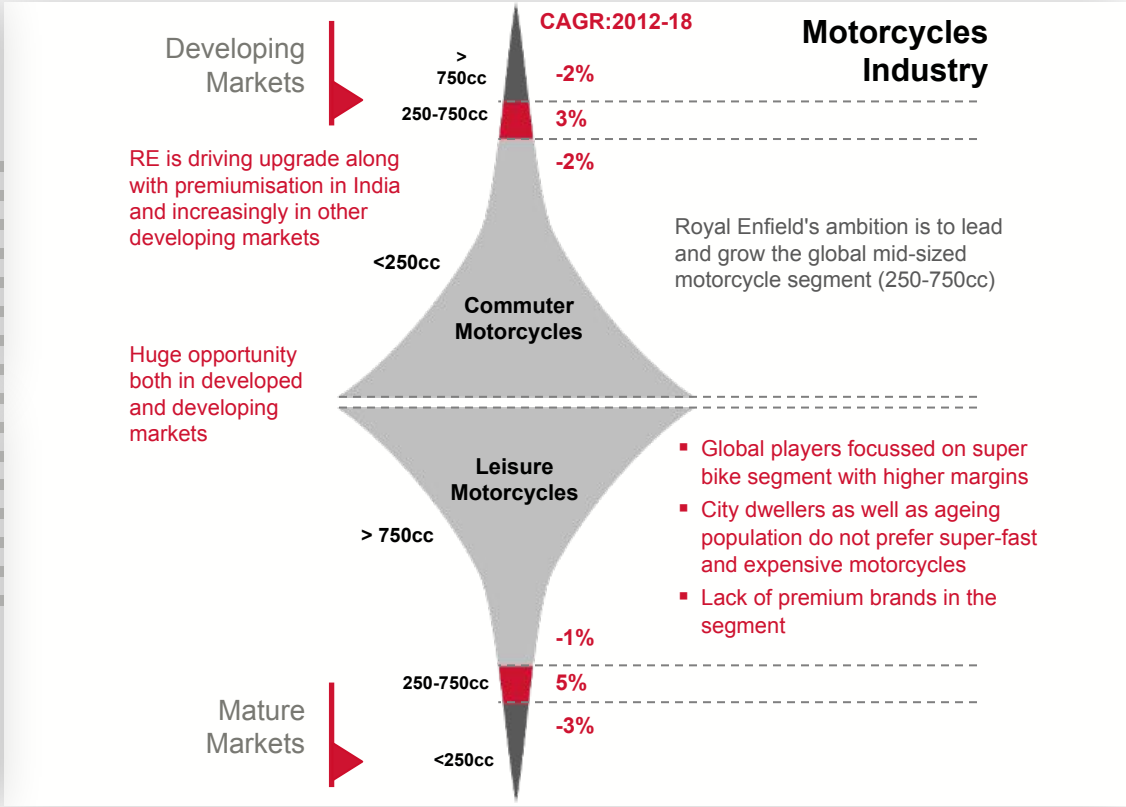 CAGR:2012-18
Motorcycles
Industry
Developing
Markets
>
750cc
-2%
250-750cc
3%
-2%
RE is driving upgrade along
with premiumisation in India
and increasingly in other
developing markets
<250cc
Royal Enfield's ambition is to lead
and grow the global mid-sized
motorcycle segment (250-750cc)
Commuter
Motorcycles
Huge opportunity
both in developed
and developing
markets
Leisure
Motorcycles
> 750cc
▪ Global players focussed on super
bike segment with higher margins
▪ City dwellers as well as ageing
population do not prefer super-fast
and expensive motorcycles
▪ Lack of premium brands in the
segment
-1%
250-750cc
5%
-3%
Mature
Markets
<250cc